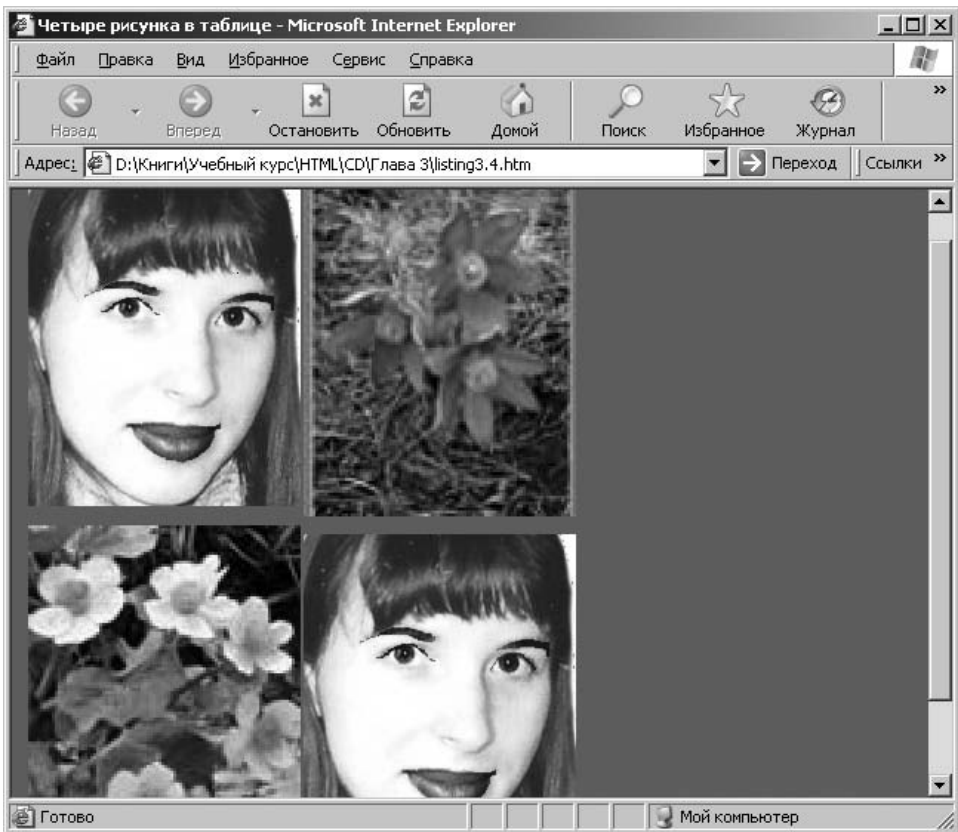 Четыре рисунка в таблице - Microsoft Internet Explorer
Файл Правка Вид Избранное Сервис Справка
Назад Вперед Остановить Обновить Домой Поиск Избранное Журнал »
Адрес: D:\Книги\Учебный курс\HTML\CD\Глава 3\listing3.4.htm Переход Ссылки »
Готово Мой компьютер